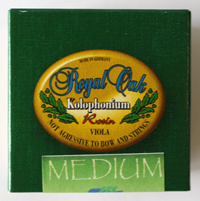 MADE IN GERMANY
Royal Oak
Kolophonium
Rosin
VIOLA
NOT AGRESSIVE TO BOW AND STRINGS
MEDIUM